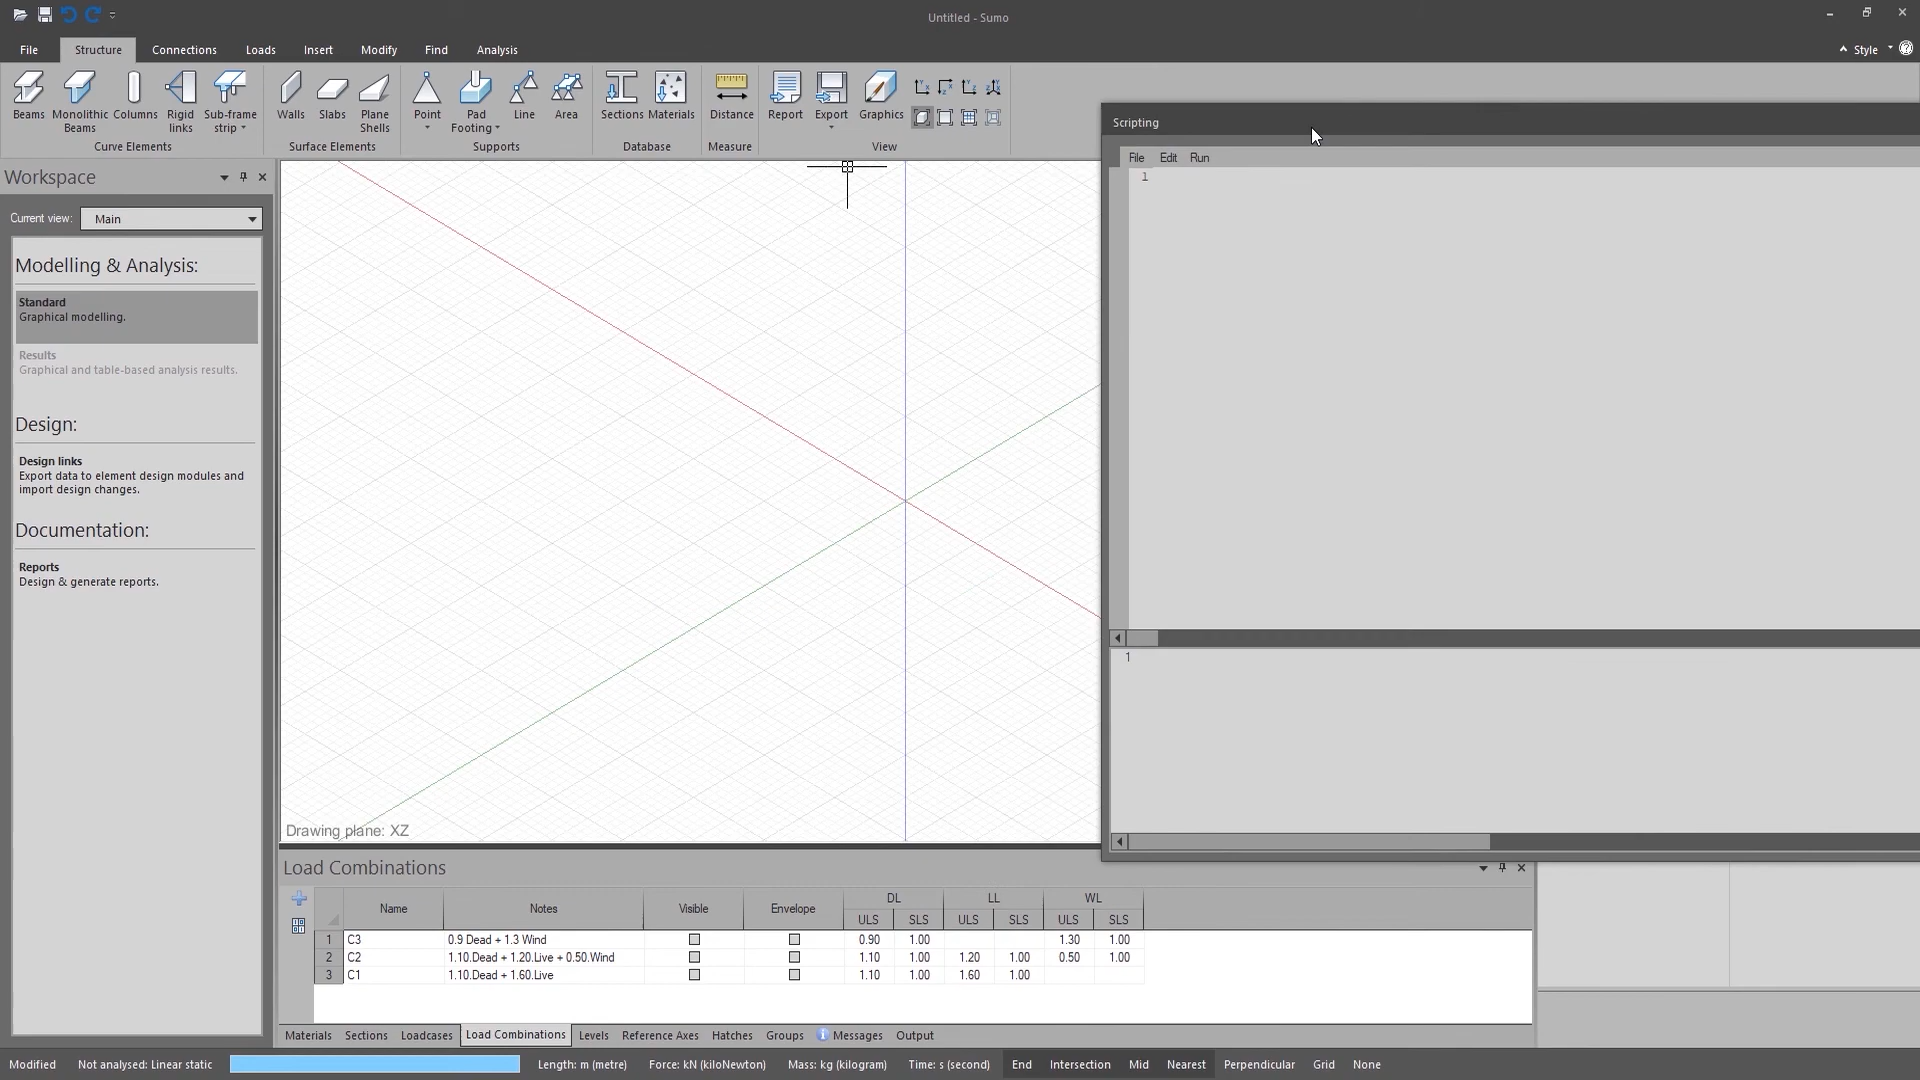 Untitled - Sumo
File Structure Connections Loads Insert Modify Find Analysis Style
Beams Monolithic Beams Columns Rigid links Sub-frame strip Walls Slabs Plane Shells Point Pad Footing Line Area Sections Materials Distance Report Export Graphics
Curve Elements Surface Elements Supports Database Measure View
Scripting
File Edit Run
1
1
Workspace
Current view: Main
Modelling & Analysis:
Standard
Graphical modelling.
Results
Graphical and table-based analysis results.
Design:
Design links
Export data to element design modules and
import design changes.
Documentation:
Reports
Design & generate reports.
Drawing plane: XZ
Load Combinations
Name Notes Visible Envelope DL LL WL
ULS SLS ULS SLS ULS SLS
1 C3 0.9 Dead + 1.3 Wind 0.90 1.00 1.30 1.00
2 C2 1.10.Dead + 1.20.Live + 0.50.Wind 1.10 1.00 1.20 1.00 0.50 1.00
3 C1 1.10.Dead + 1.60.Live 1.10 1.00 1.60 1.00
Materials Sections Loadcases Load Combinations Levels Reference Axes Hatches Groups Messages Output
Modified Not analysed: Linear static Length: m (metre) Force: kN (kiloNewton) Mass: kg (kilogram) Time: s (second) End Intersection Mid Nearest Perpendicular Grid None